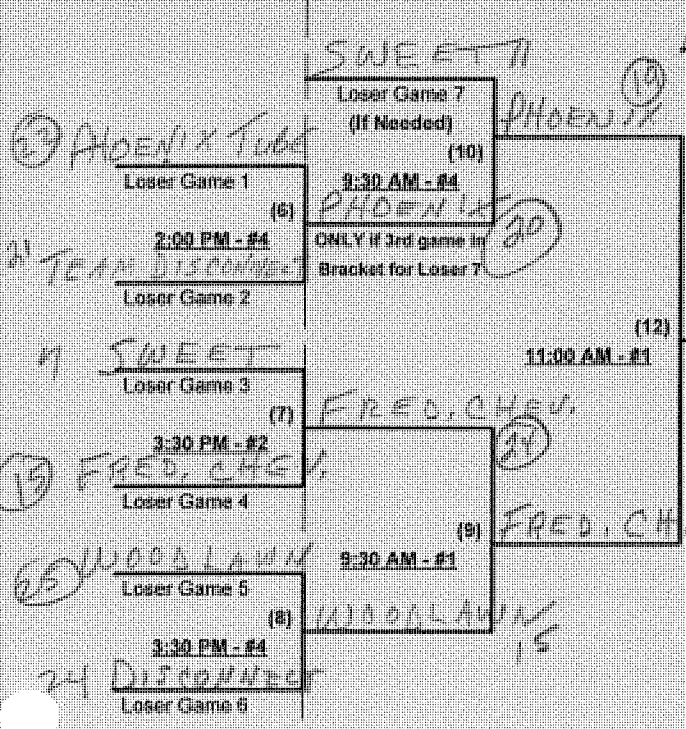 SWEET 11
Loser Game 7
(If Needed)
(10)
9:30 AM - #4
19
PHOENIX
PHOENIX
20
ONLY if 3rd game in
Bracket for Loser 7
23 PHOENIX TUBE
Loser Game 1
(6)
2:00 PM - #4
21 TEAM DISCONNECT
Loser Game 2
(12)
11:00 AM - #1
11 SWEET
Loser Game 3
(7)
3:30 PM - #2
15 FRED. CHEV.
Loser Game 4
FRED. CHEV.
24
(9)
9:30 AM - #1
FRED. CH
WOODLAWN
15
26 WOODLAWN
Loser Game 5
(8)
3:30 PM - #4
24 DISCONNECT
Loser Game 6